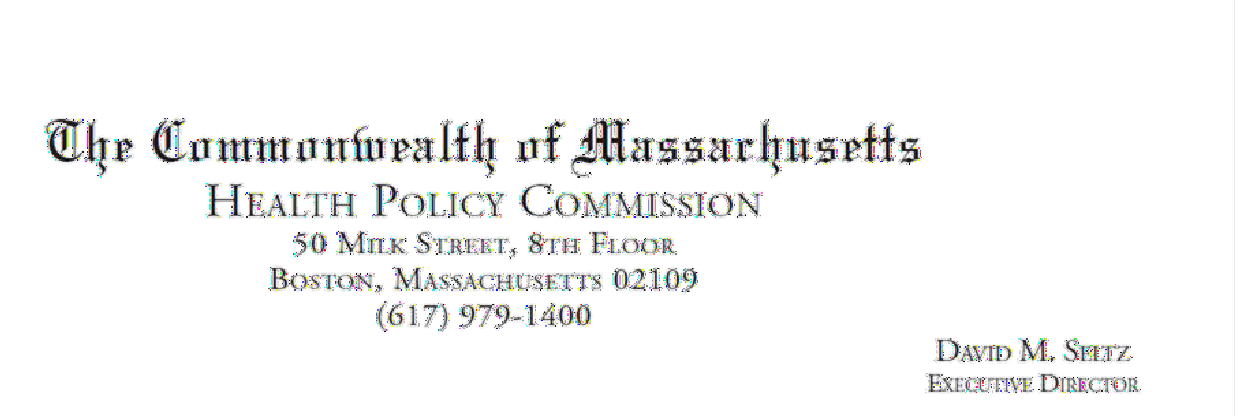 The Commonwealth of Massachusetts
HEALTH POLICY COMMISSION
50 MILK STREET, 8TH FLOOR
BOSTON, MASSACHUSETTS 02109
(617) 979-1400
DAVID M. SELTZ
EXECUTIVE DIRECTOR